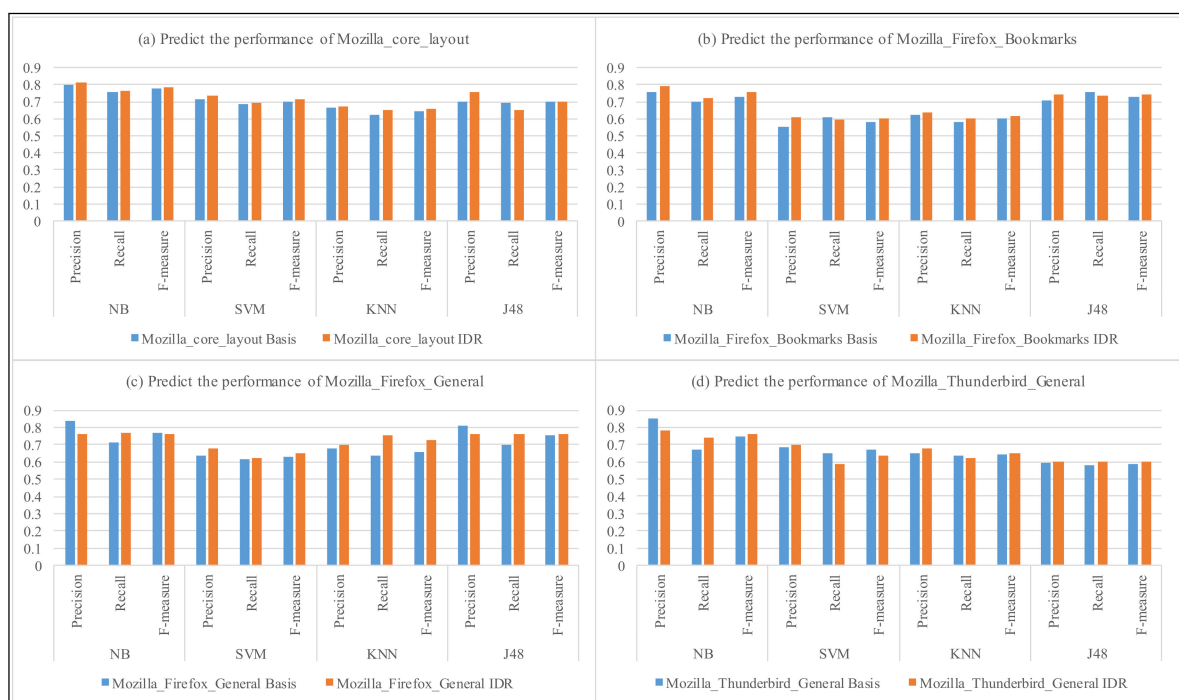 (a) Predict the performance of Mozilla_core_layout
0.9
0.8
0.7
0.6
0.5
0.4
0.3
0.2
0.1
0
Precision
Recall
F-measure
Precision
Recall
F-measure
Precision
Recall
F-measure
Precision
Recall
F-measure
NB
SVM
KNN
J48
Mozilla_core_layout Basis
Mozilla_core_layout IDR
(b) Predict the performance of Mozilla_Firefox_Bookmarks
0.9
0.8
0.7
0.6
0.5
0.4
0.3
0.2
0.1
0
Precision
Recall
F-measure
Precision
Recall
F-measure
Precision
Recall
F-measure
Precision
Recall
F-measure
NB
SVM
KNN
J48
Mozilla_Firefox_Bookmarks Basis
Mozilla_Firefox_Bookmarks IDR
(c) Predict the performance of Mozilla_Firefox_General
0.9
0.8
0.7
0.6
0.5
0.4
0.3
0.2
0.1
0
Precision
Recall
F-measure
Precision
Recall
F-measure
Precision
Recall
F-measure
Precision
Recall
F-measure
NB
SVM
KNN
J48
Mozilla_Firefox_General Basis
Mozilla_Firefox_General IDR
(d) Predict the performance of Mozilla_Thunderbird_General
0.9
0.8
0.7
0.6
0.5
0.4
0.3
0.2
0.1
0
Precision
Recall
F-measure
Precision
Recall
F-measure
Precision
Recall
F-measure
Precision
Recall
F-measure
NB
SVM
KNN
J48
Mozilla_Thunderbird_General Basis
Mozilla_Thunderbird_General IDR